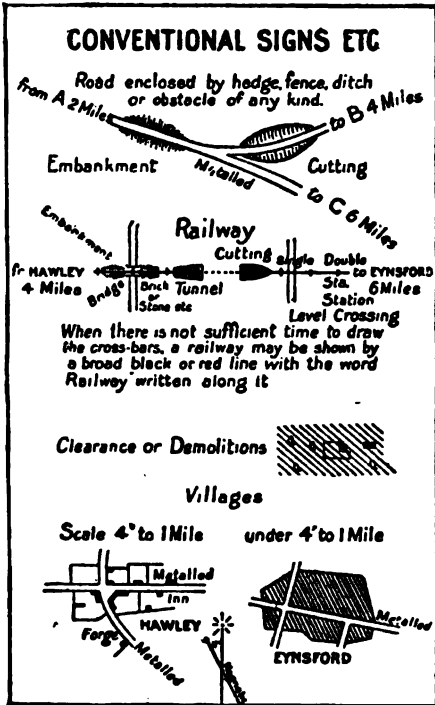 CONVENTIONAL SIGNS ETC
Road enclosed by hedge, fence, ditch
or obstacle of any kind.
from A 2 Miles
to B 4 Miles
Embankment
Metalled
Cutting
to C 6 Miles
Embankment
Railway
Cutting
Single
Double
fr HAWLEY
4 Miles
Bridge
Brick
or
Stone etc
Tunnel
Sta.
Station
to EYNSFORD
6 Miles
Level Crossing
When there is not sufficient time to draw
the cross-bars, a railway may be shown by
a broad black or red line with the word
Railway written along it
Clearance or Demolitions
Villages
Scale 4" to 1 Mile
under 4" to 1 Mile
Metalled
Inn
Forge
HAWLEY
Metalled
Magnetic
Metalled
EYNSFORD